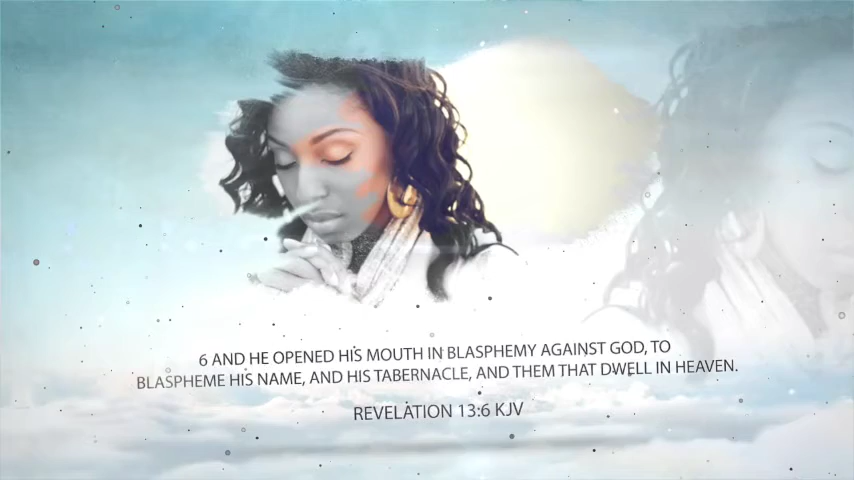 6 AND HE OPENED HIS MOUTH IN BLASPHEMY AGAINST GOD, TO
BLASPHEME HIS NAME, AND HIS TABERNACLE, AND THEM THAT DWELL IN HEAVEN.
REVELATION 13:6 KJV